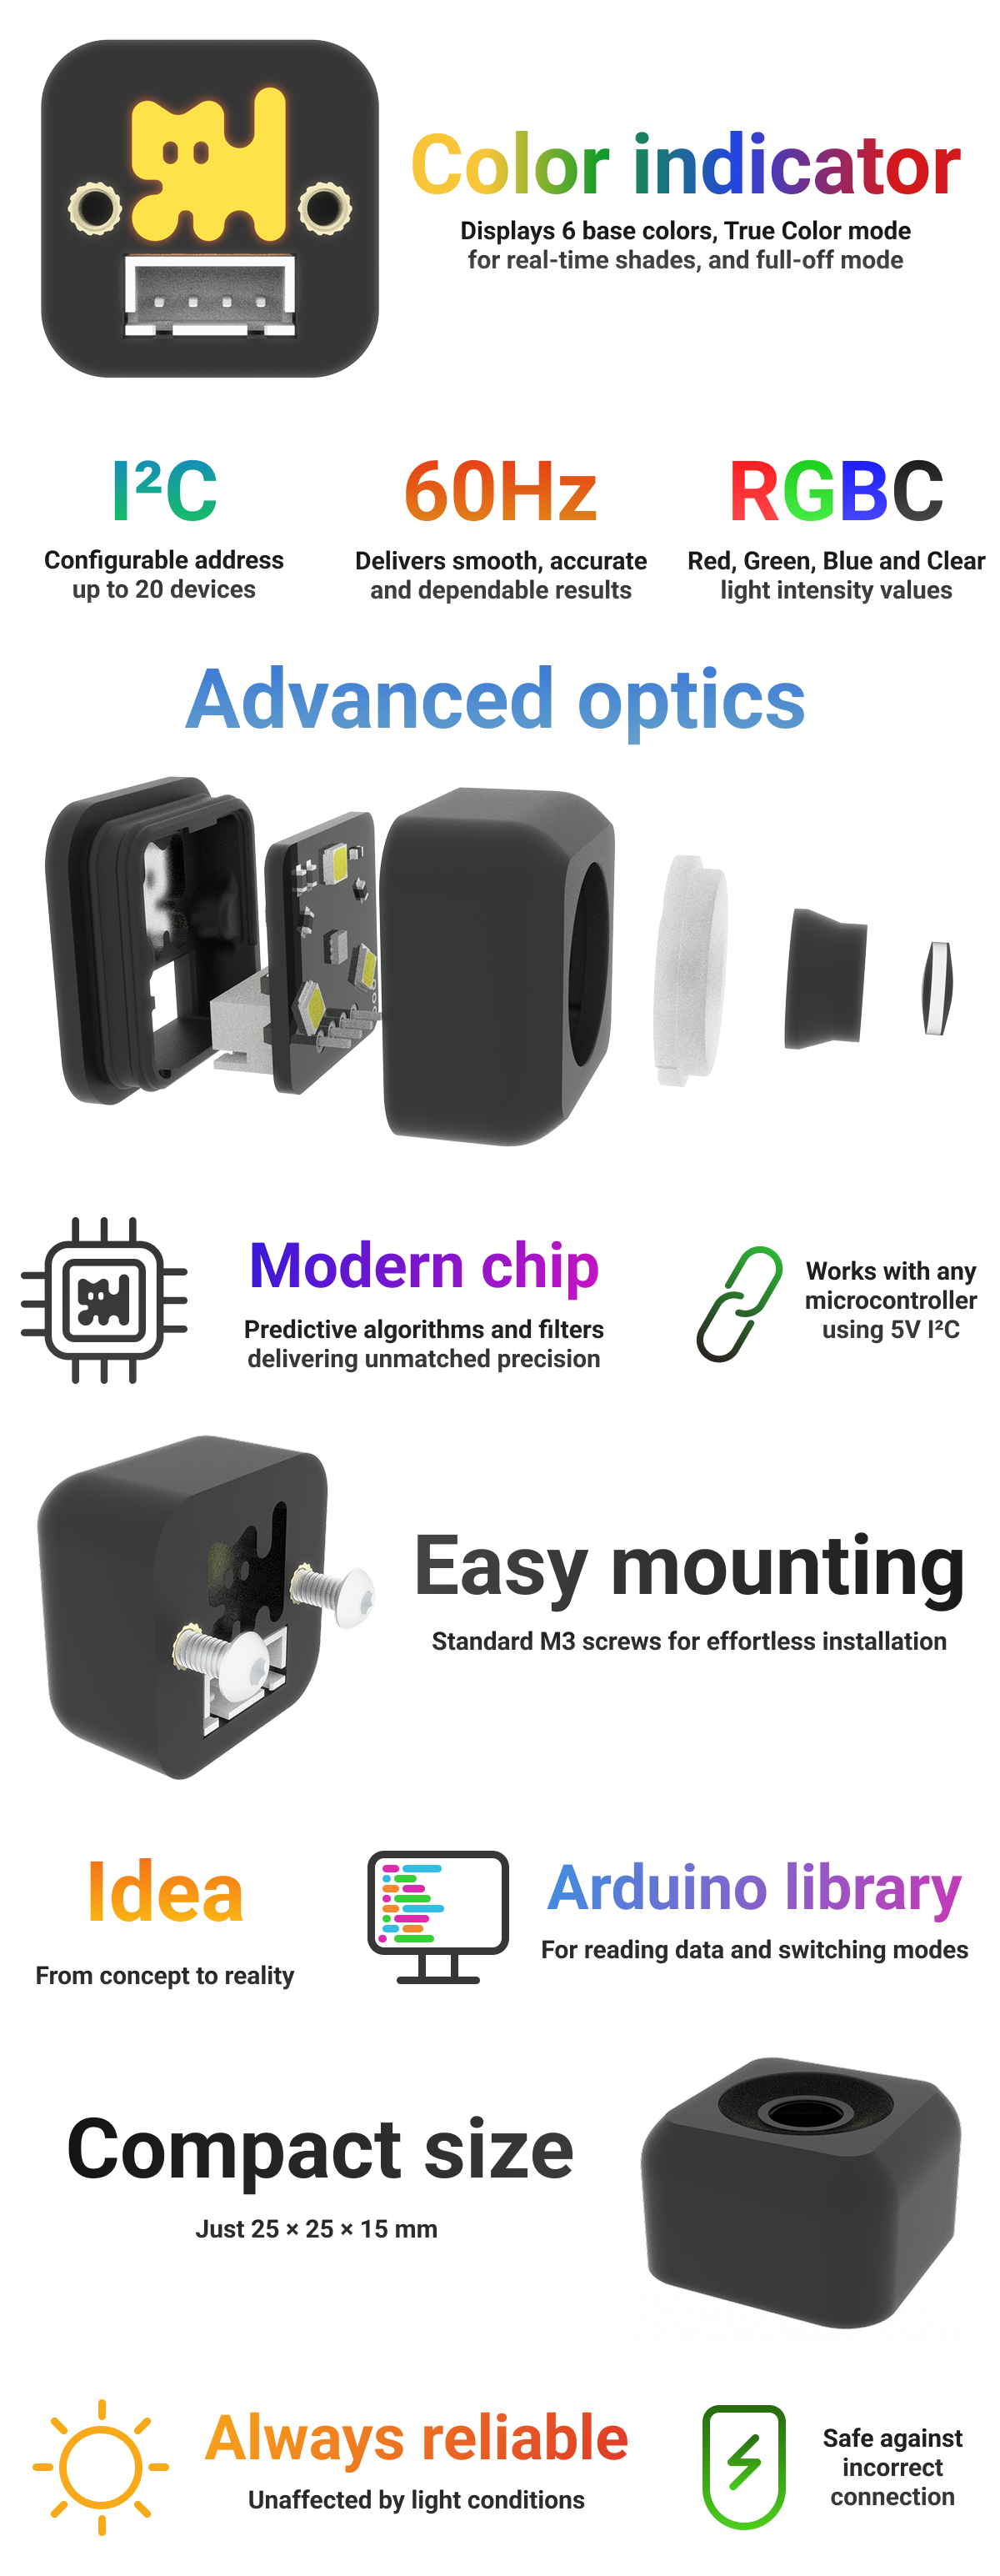 Color indicator
Displays 6 base colors, True Color mode
for real-time shades, and full-off mode
I²C
Configurable address
up to 20 devices
60Hz
Delivers smooth, accurate
and dependable results
RGBC
Red, Green, Blue and Clear
light intensity values
Advanced optics
Modern chip
Predictive algorithms and filters
delivering unmatched precision
Works with any
microcontroller
using 5V I²C
Easy mounting
Standard M3 screws for effortless installation
Idea
From concept to reality
Arduino library
For reading data and switching modes
Compact size
Just 25 × 25 × 15 mm
Always reliable
Unaffected by light conditions
Safe against
incorrect
connection